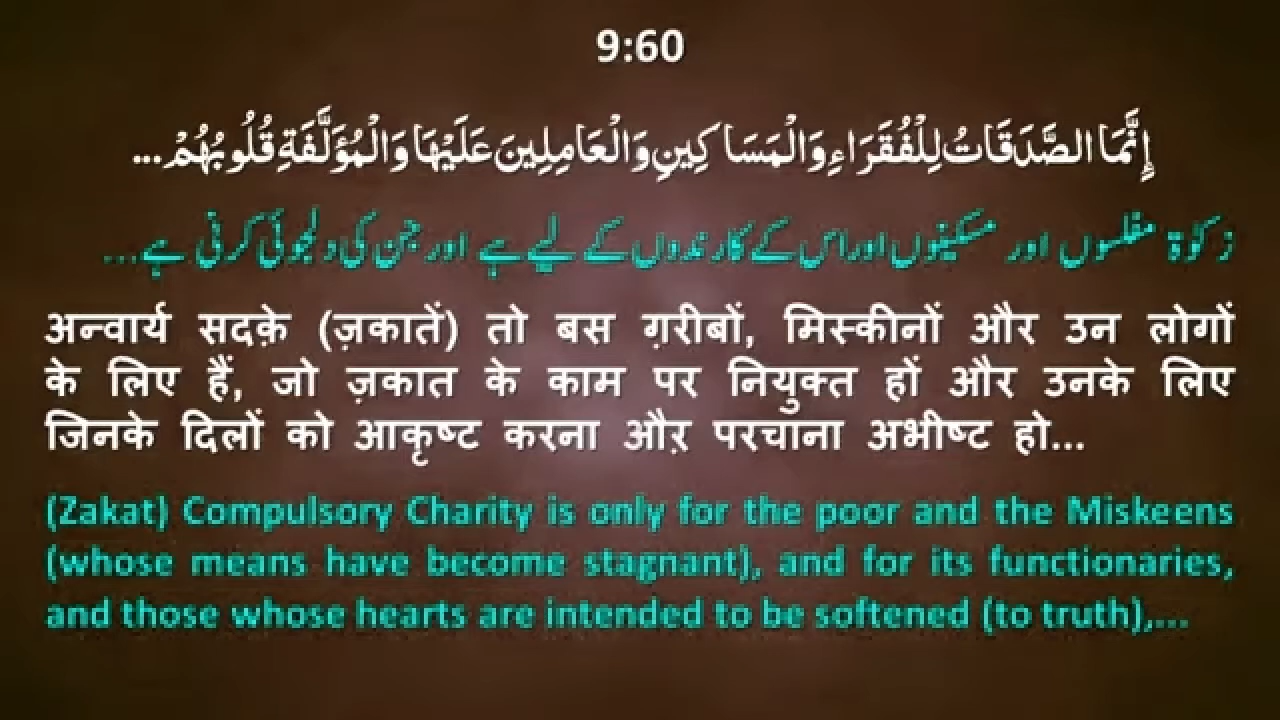 9:60
إِنَّمَا الصَّدَقَاتُ لِلْفُقَرَاءِ وَالْمَسَاكِينِ وَالْعَامِلِينَ عَلَيْهَا وَالْمُؤَلَّفَةِ قُلُوبُهُمْ...
زکوٰۃ مفلسوں اور مسکینوں اوراس کے کارندوں کے لیے ہے اور جن کی دلجوئی کرنی ہے...
अन्वार्य सदक़े (ज़कातें) तो बस ग़रीबों, मिस्कीनों और उन लोगों
के लिए हैं, जो ज़कात के काम पर नियुक्त हों और उनके लिए
जिनके दिलों को आकृष्ट करना औऱ परचाना अभीष्ट हो...
(Zakat) Compulsory Charity is only for the poor and the Miskeens
(whose means have become stagnant), and for its functionaries,
and those whose hearts are intended to be softened (to truth),...